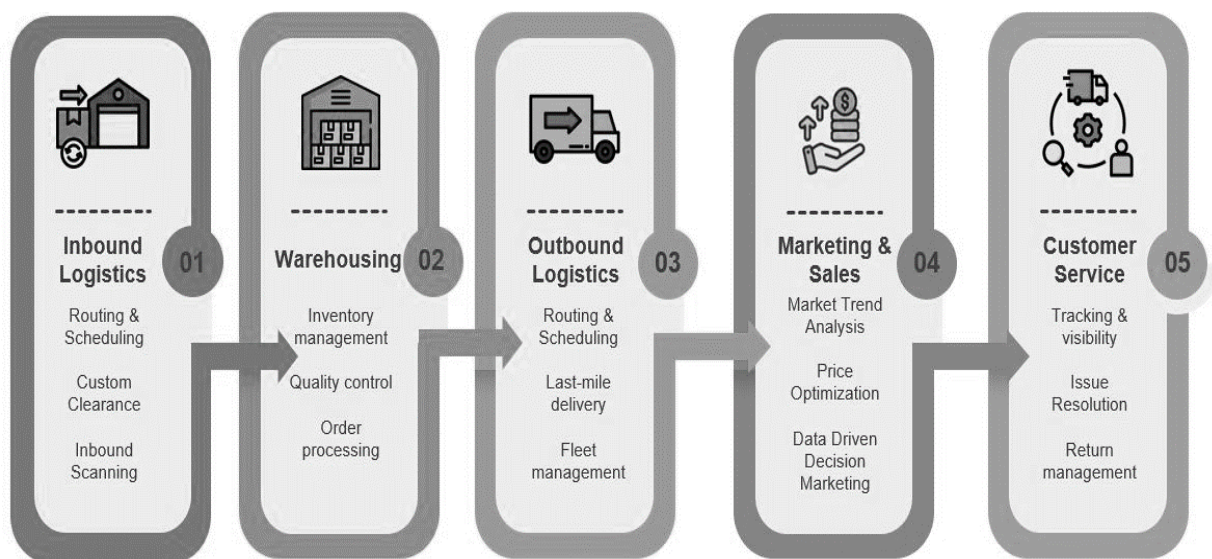 Inbound
Logistics
01
Routing &
Scheduling
Custom
Clearance
Inbound
Scanning
Warehousing
02
Inventory
management
Quality control
Order
processing
Outbound
Logistics
03
Routing &
Scheduling
Last-mile
delivery
Fleet
management
$
Marketing &
Sales
04
Market Trend
Analysis
Price
Optimization
Data Driven
Decision
Marketing
Customer
Service
05
Tracking &
visibility
Issue
Resolution
Return
management